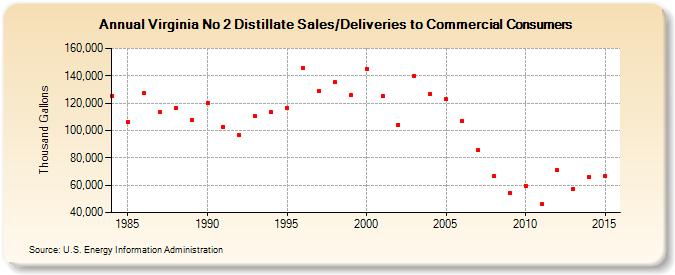 Annual Virginia No 2 Distillate Sales/Deliveries to Commercial Consumers
Thousand Gallons
160,000
140,000
120,000
100,000
80,000
60,000
40,000
1985 1990 1995 2000 2005 2010 2015
Source: U.S. Energy Information Administration